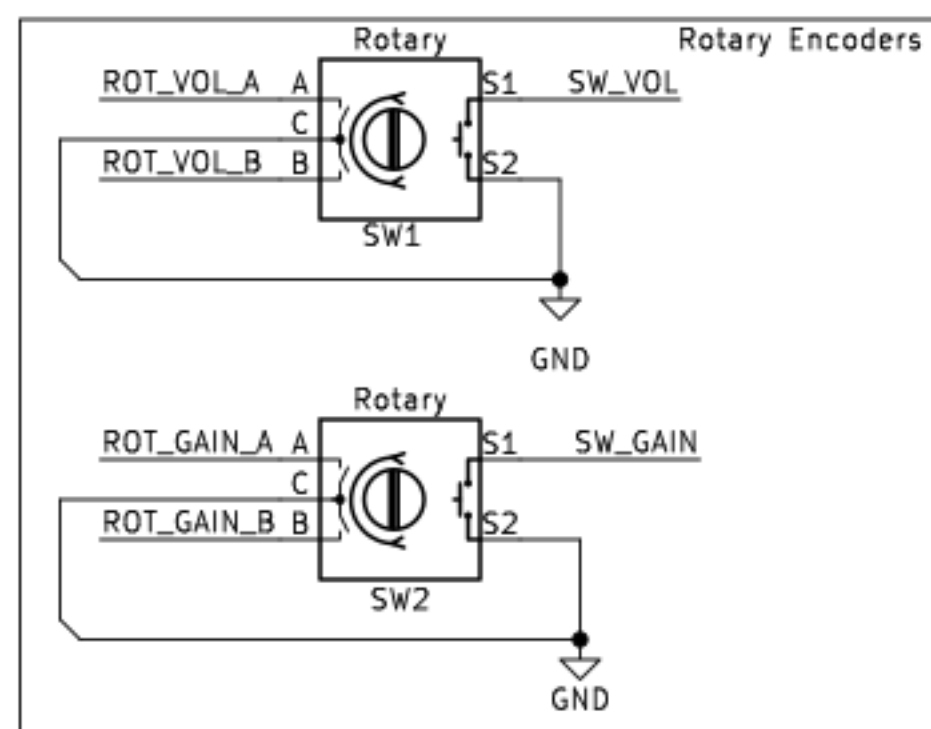 Rotary Encoders
Rotary
ROT_VOL_A A S1 SW_VOL
C
ROT_VOL_B B S2
SW1
GND
Rotary
ROT_GAIN_A A S1 SW_GAIN
C
ROT_GAIN_B B S2
SW2
GND